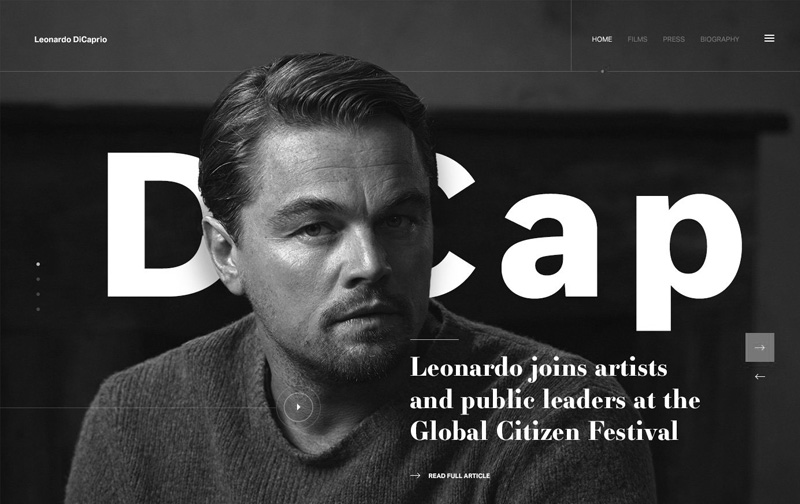 Leonardo DiCaprio
HOME FILMS PRESS BIOGRAPHY
D Cap
Leonardo joins artists
and public leaders at the
Global Citizen Festival
READ FULL ARTICLE